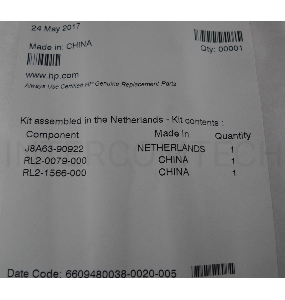 24 May 2017
Qty: 00001
Made in: CHINA
www.hp.com
Always Use Certified HP Genuine Replacement Parts
Kit assembled in the Netherlands - Kit contents :
Component Made in Quantity
J8A63-90922 NETHERLANDS 1
RL2-0079-000 CHINA 1
RL2-1566-000 CHINA 1
Date Code: 6609480038-0020-005